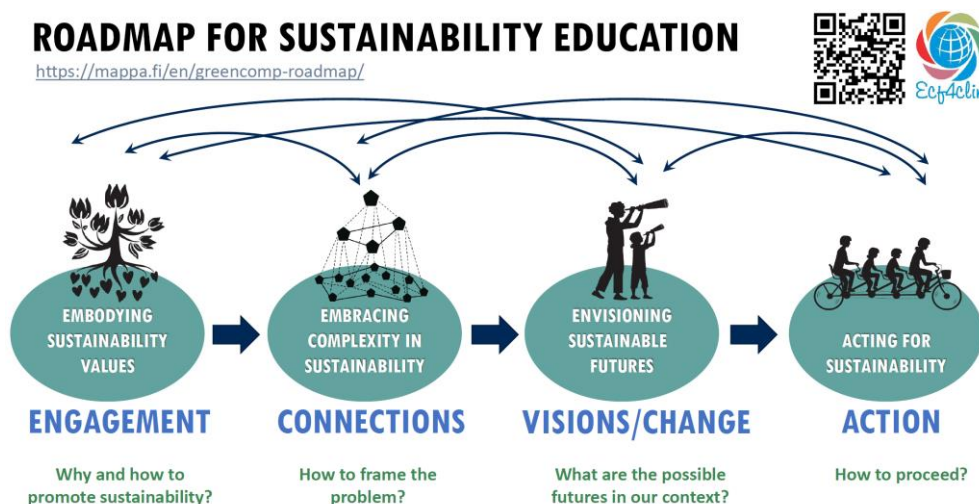 ROADMAP FOR SUSTAINABILITY EDUCATION
https://mappa.fi/en/greencomp-roadmap/
EMBODYING
SUSTAINABILITY
VALUES
EMBRACING
COMPLEXITY IN
SUSTAINABILITY
ENVISIONING
SUSTAINABLE
FUTURES
ACTING FOR
SUSTAINABILITY
ENGAGEMENT
CONNECTIONS
VISIONS/CHANGE
ACTION
Why and how to
promote sustainability?
How to frame the
problem?
What are the possible
futures in our context?
How to proceed?